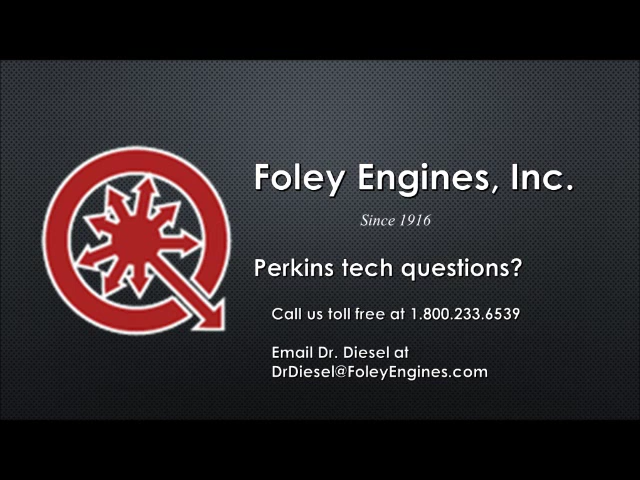 Foley Engines, Inc.
Since 1916
Perkins tech questions?
Call us toll free at 1.800.233.6539
Email Dr. Diesel at
DrDiesel@FoleyEngines.com